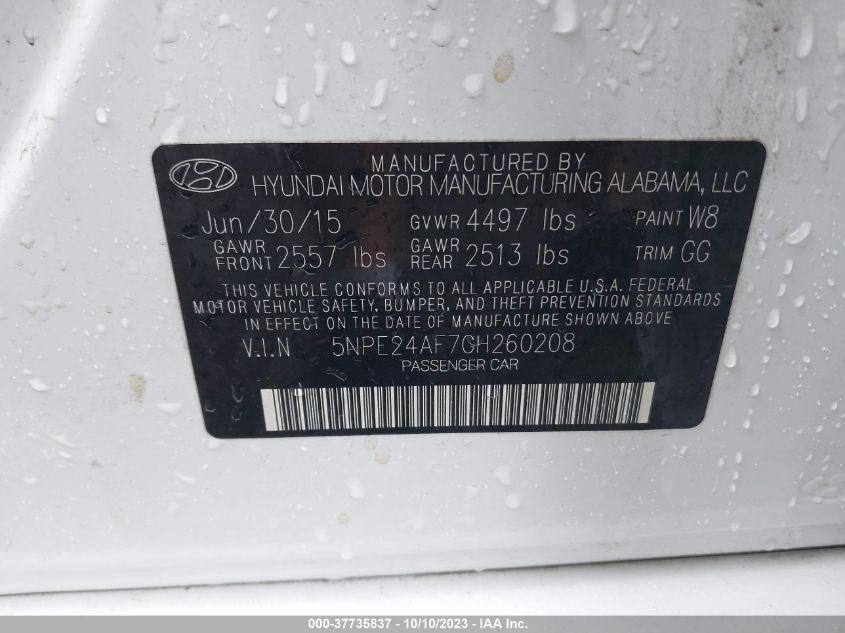 MANUFACTURED BY
HYUNDAI MOTOR MANUFACTURING ALABAMA, LLC
Jun/30/15 GVWR 4497 lbs PAINT W8
GAWR FRONT 2557 lbs GAWR REAR 2513 lbs TRIM GG
THIS VEHICLE CONFORMS TO ALL APPLICABLE U.S.A. FEDERAL
MOTOR VEHICLE SAFETY, BUMPER, AND THEFT PREVENTION STANDARDS
IN EFFECT ON THE DATE OF MANUFACTURE SHOWN ABOVE
V.I.N 5NPE24AF7GH260208
PASSENGER CAR
000-37735837 - 10/10/2023 - Copyright © IAA, Inc.